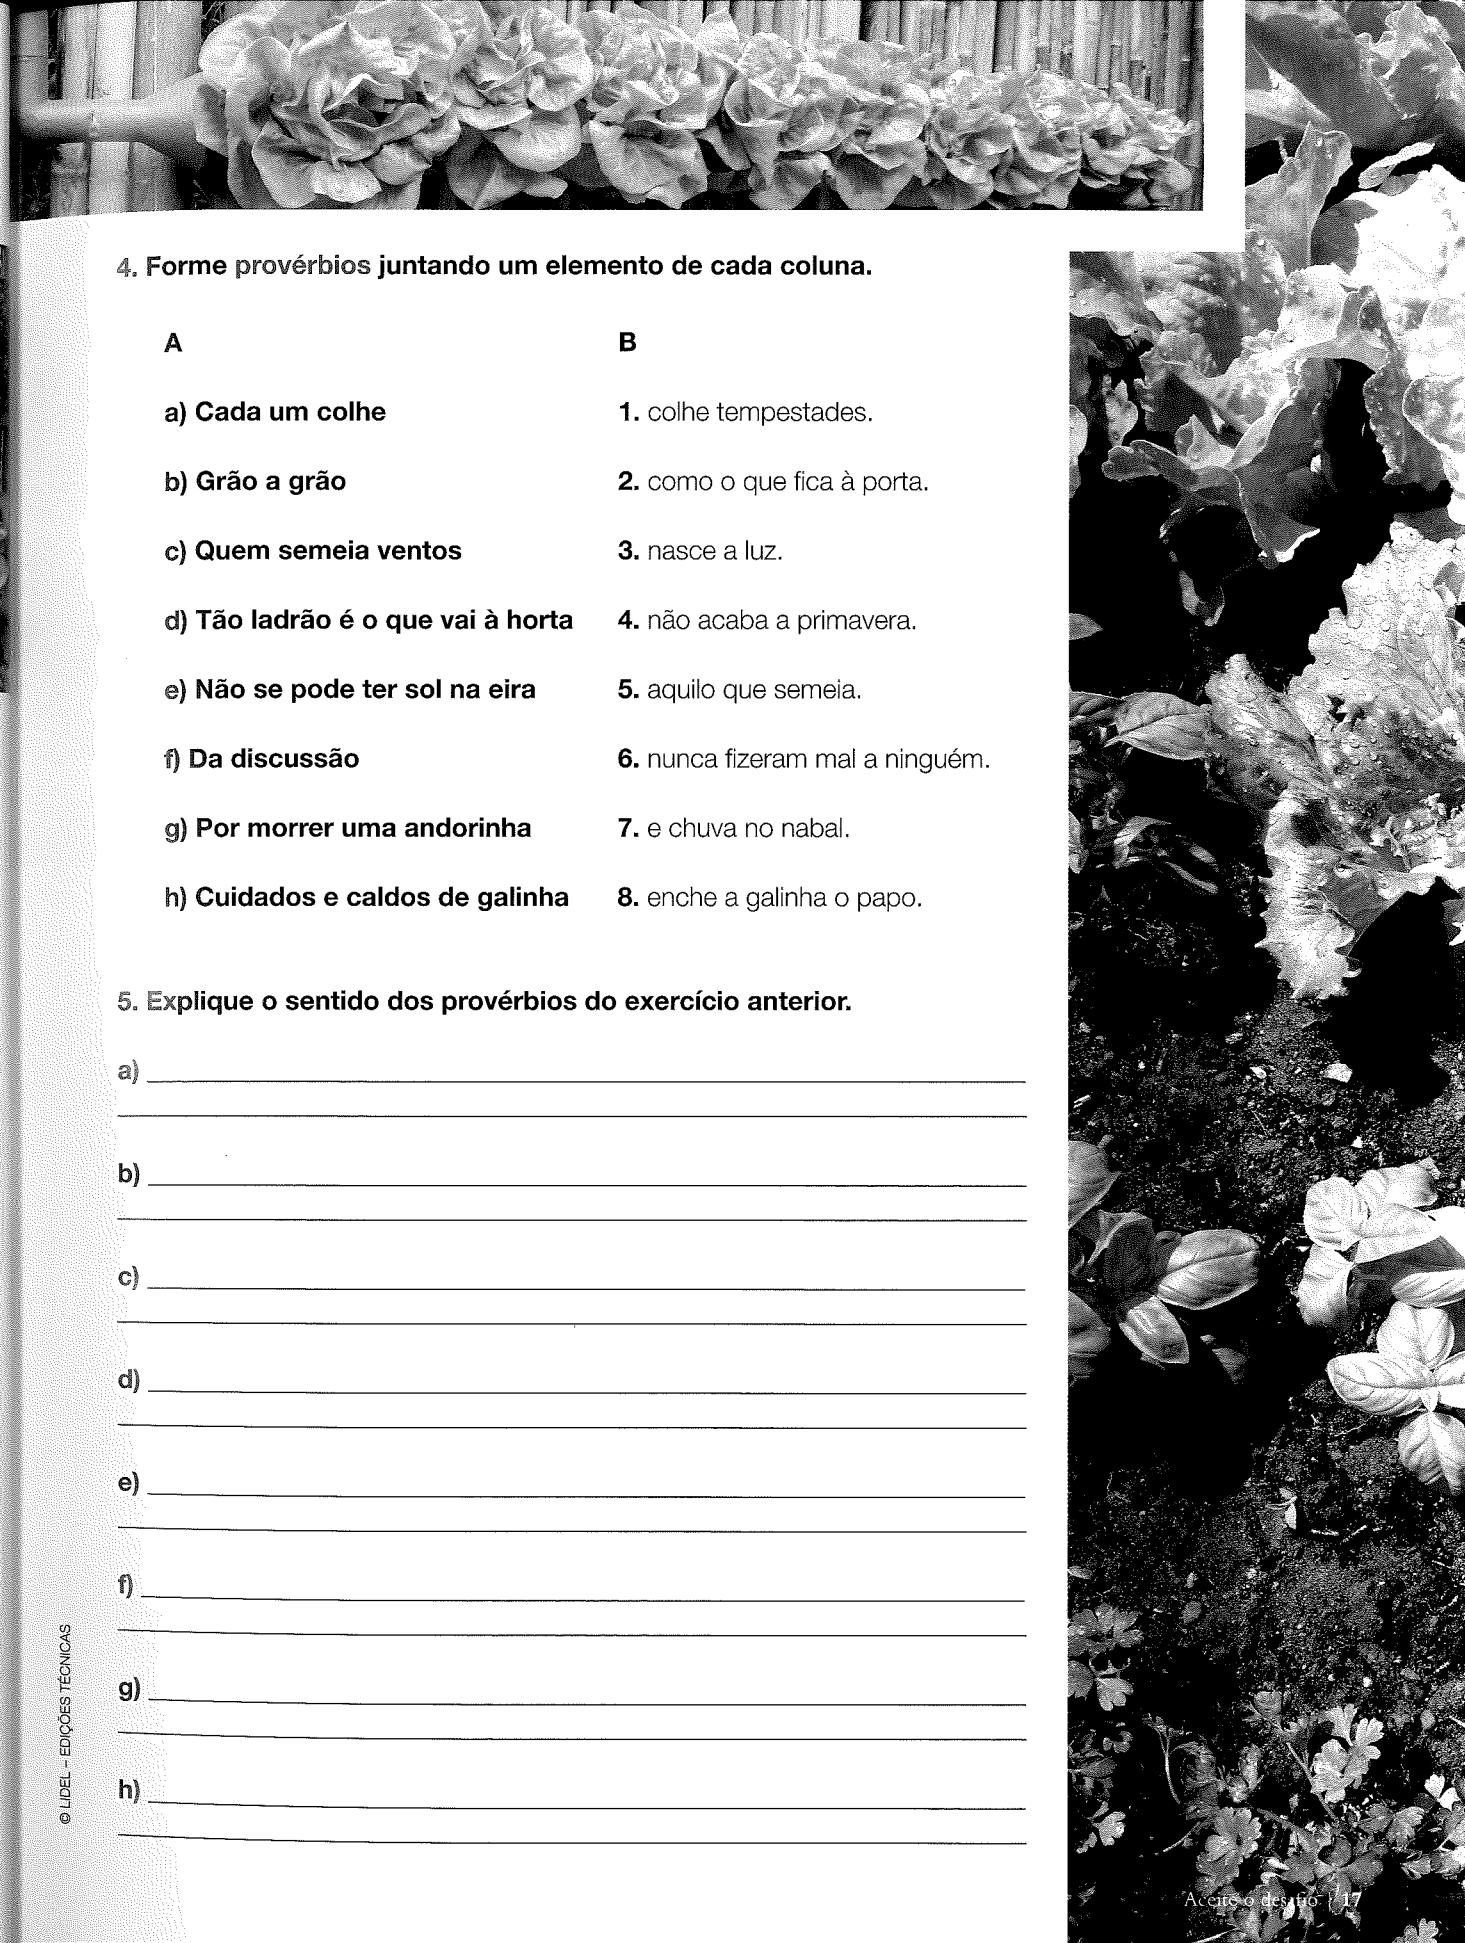 4. Forme provérbios juntando um elemento de cada coluna.
A B
a) Cada um colhe 1. colhe tempestades.
b) Grão a grão 2. como o que fica à porta.
c) Quem semeia ventos 3. nasce a luz.
d) Tão ladrão é o que vai à horta 4. não acaba a primavera.
e) Não se pode ter sol na eira 5. aquilo que semeia.
f) Da discussão 6. nunca fizeram mal a ninguém.
g) Por morrer uma andorinha 7. e chuva no nabal.
h) Cuidados e caldos de galinha 8. enche a galinha o papo.
5. Explique o sentido dos provérbios do exercício anterior.
a)
b)
c)
d)
e)
f)
g)
h)
© LIDEL – EDIÇÕES TÉCNICAS
Aceite o desafio | 17